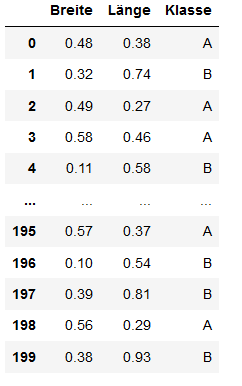 Breite Länge Klasse
0 0.48 0.38 A
1 0.32 0.74 B
2 0.49 0.27 A
3 0.58 0.46 A
4 0.11 0.58 B
... ... ... ...
195 0.57 0.37 A
196 0.10 0.54 B
197 0.39 0.81 B
198 0.56 0.29 A
199 0.38 0.93 B